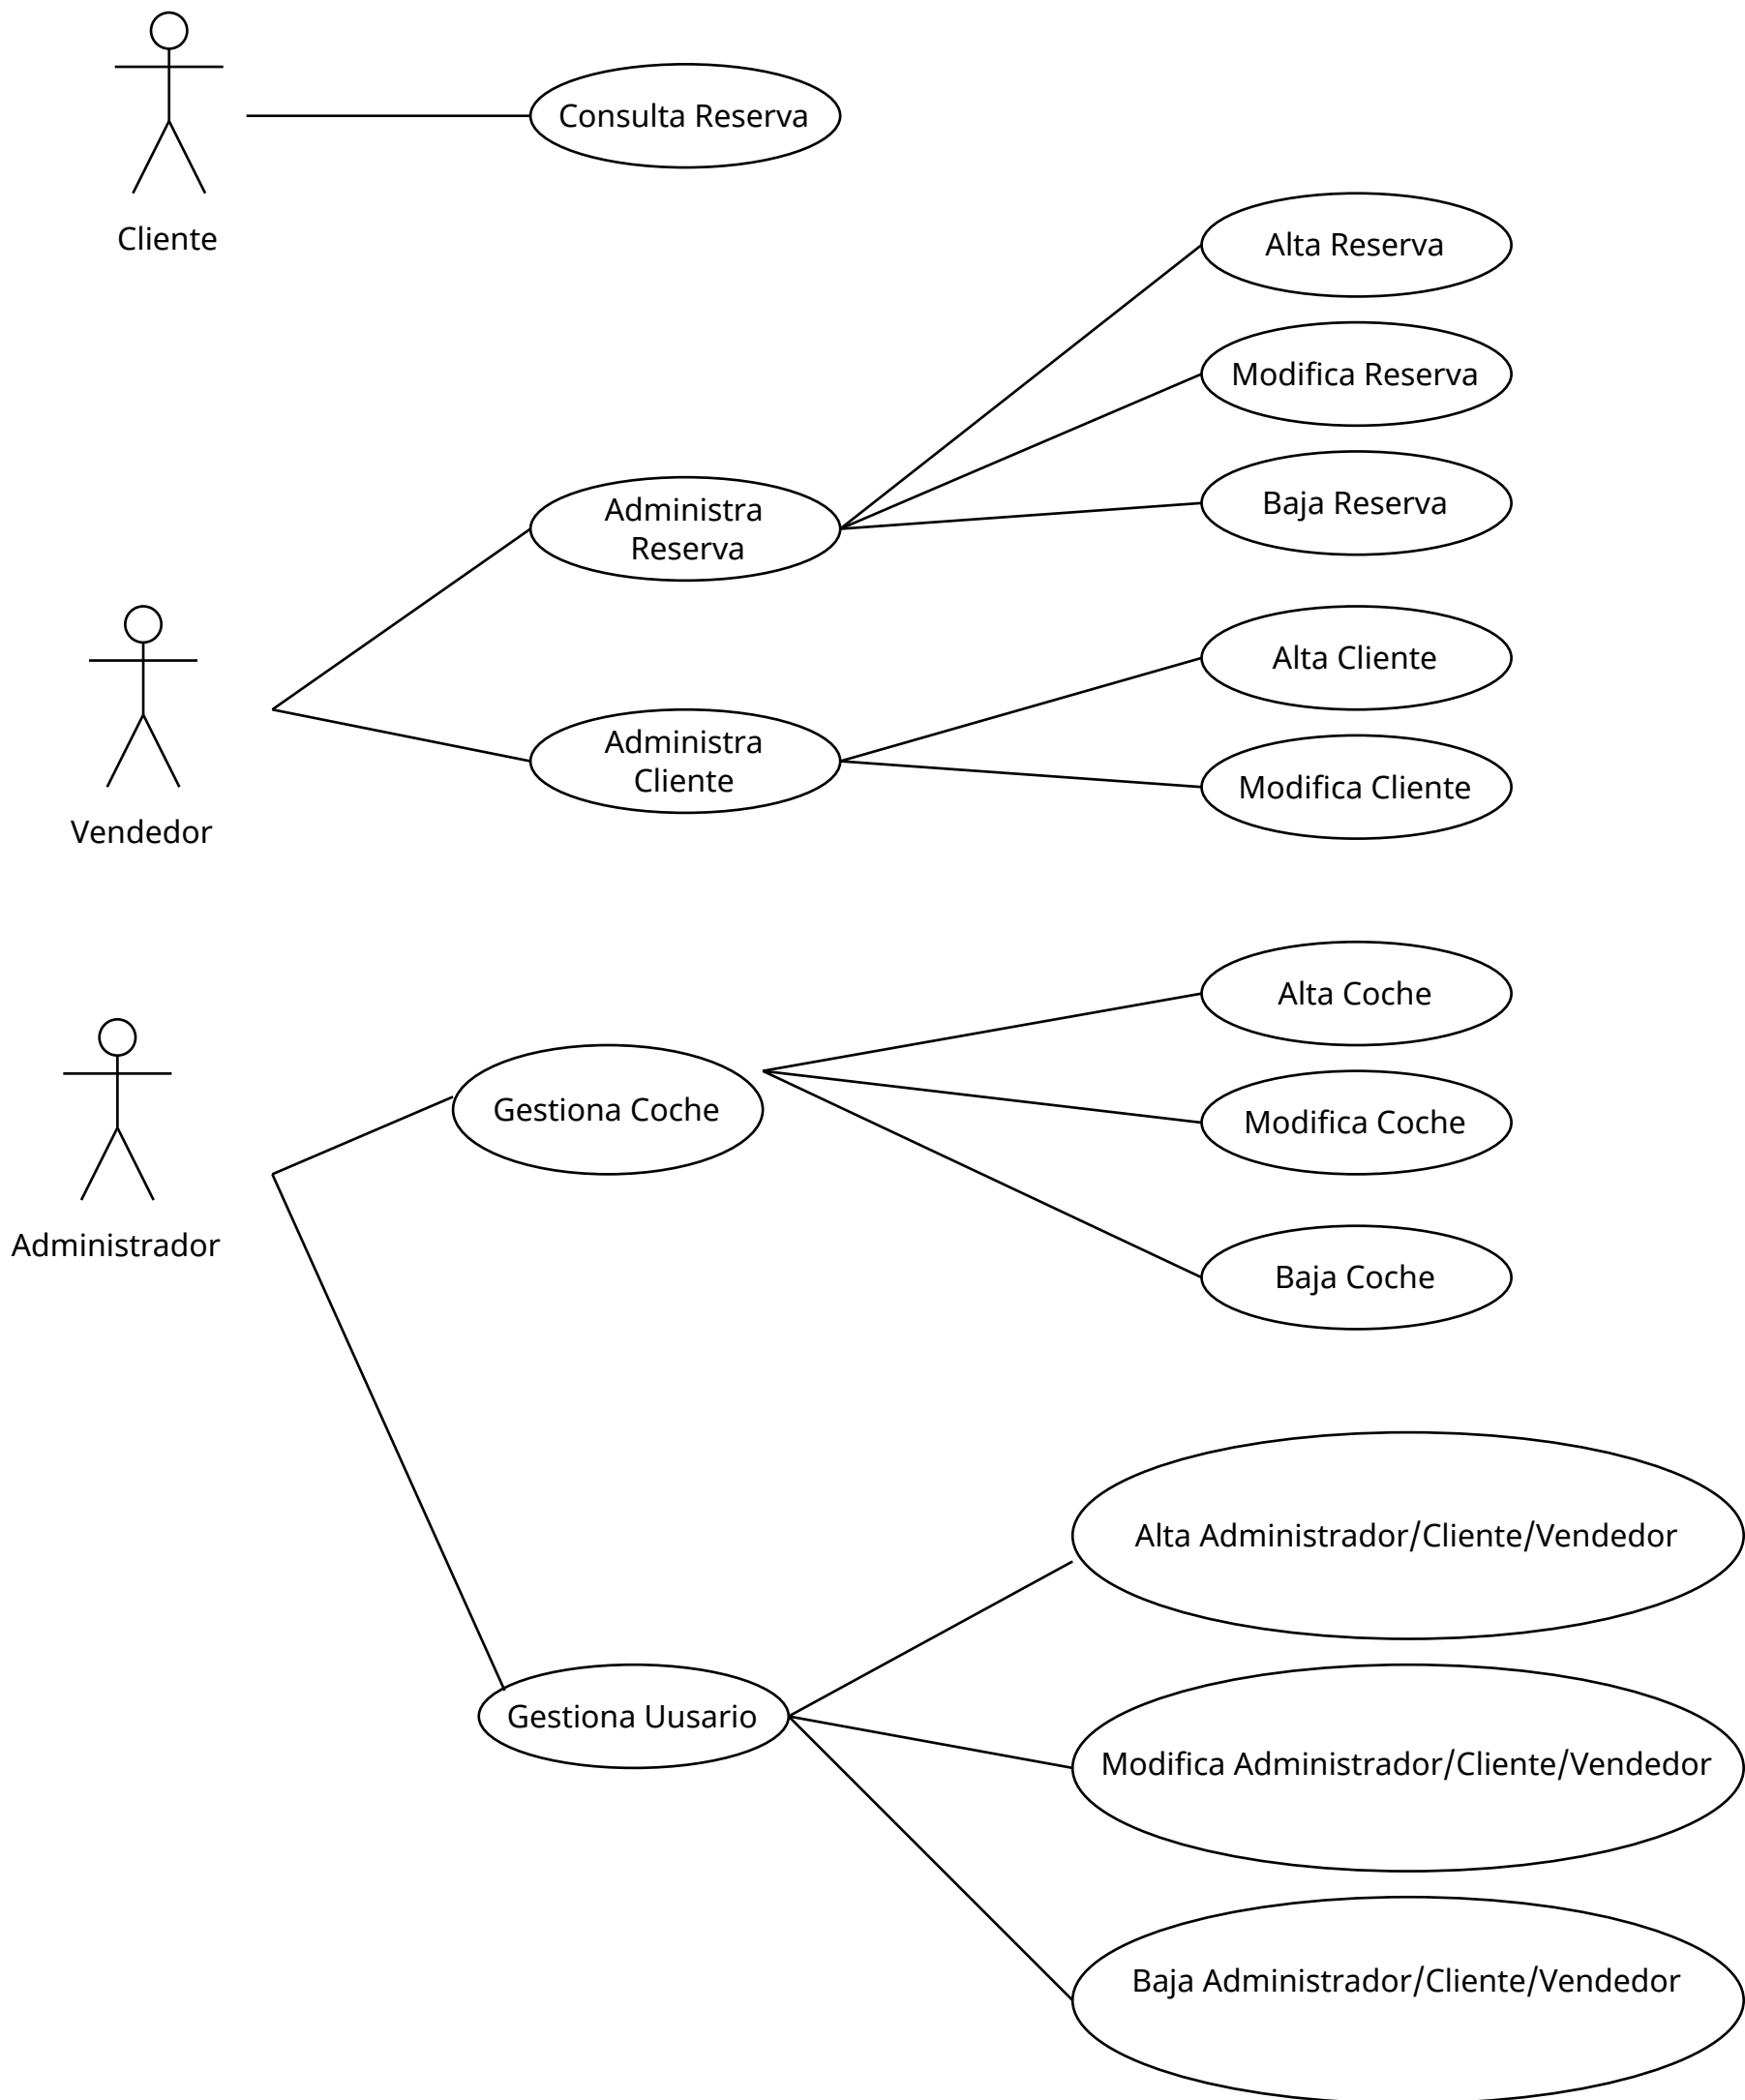 Consulta Reserva
Cliente
Alta Reserva
Modifica Reserva
Baja Reserva
Administra
Reserva
Alta Cliente
Administra
Cliente
Modifica Cliente
Vendedor
Alta Coche
Gestiona Coche
Modifica Coche
Administrador
Baja Coche
Alta Administrador/Cliente/Vendedor
Gestiona Uusario
Modifica Administrador/Cliente/Vendedor
Baja Administrador/Cliente/Vendedor